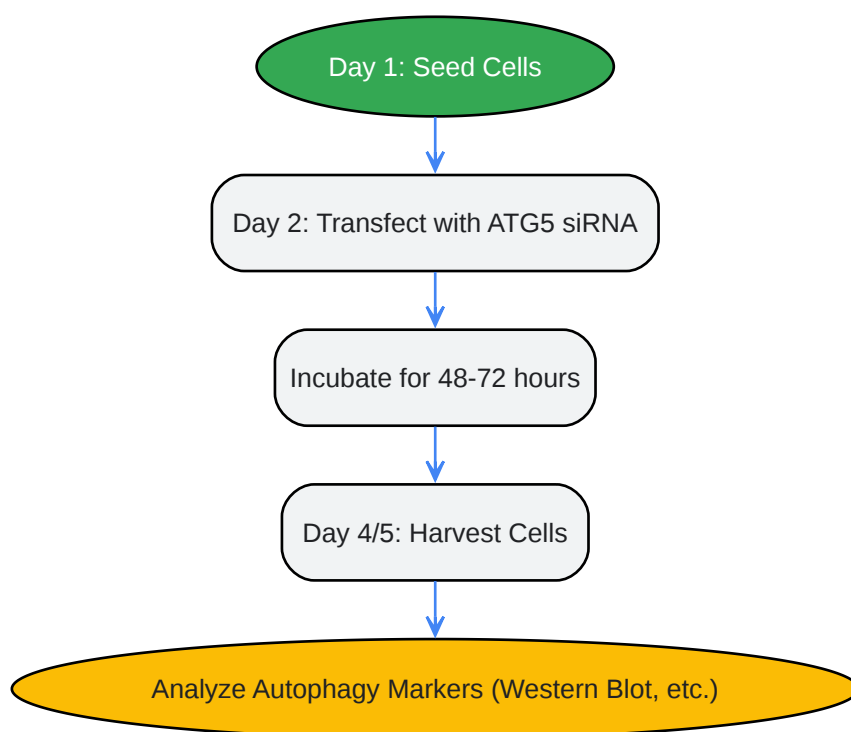 Day 1: Seed Cells
Day 2: Transfect with ATG5 siRNA
Incubate for 48-72 hours
Day 4/5: Harvest Cells
Analyze Autophagy Markers (Western Blot, etc.)